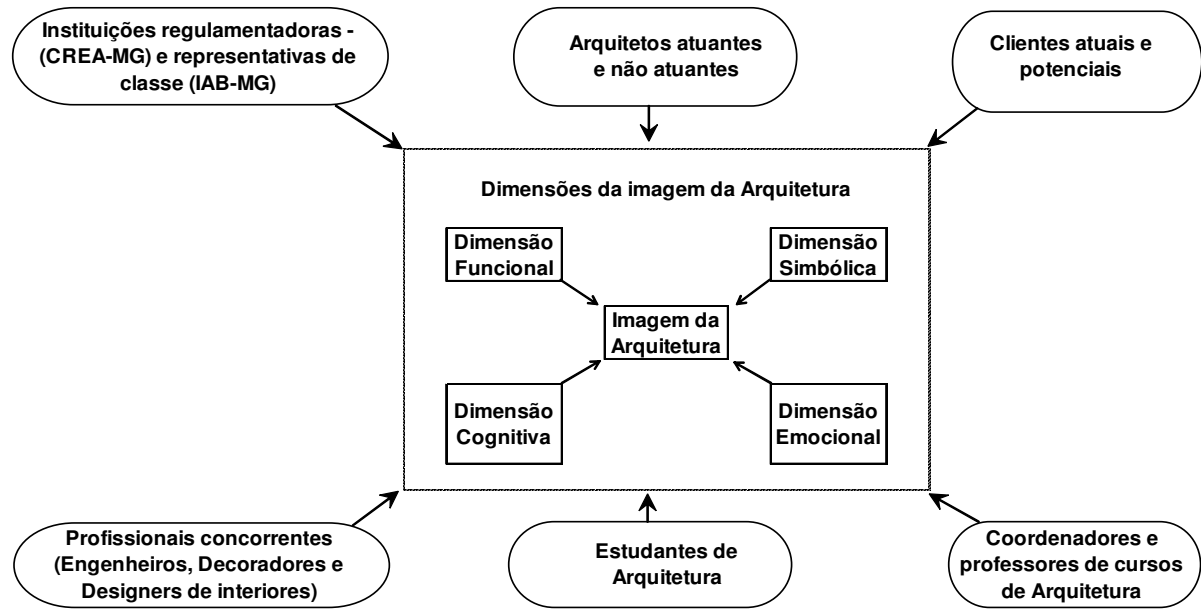 Instituições regulamentadoras -
(CREA-MG) e representativas de
classe (IAB-MG)
Arquitetos atuantes
e não atuantes
Clientes atuais e
potenciais
Dimensões da imagem da Arquitetura
Dimensão
Funcional
Dimensão
Simbólica
Imagem da
Arquitetura
Dimensão
Cognitiva
Dimensão
Emocional
Profissionais concorrentes
(Engenheiros, Decoradores e
Designers de interiores)
Estudantes de
Arquitetura
Coordenadores e
professores de cursos
de Arquitetura